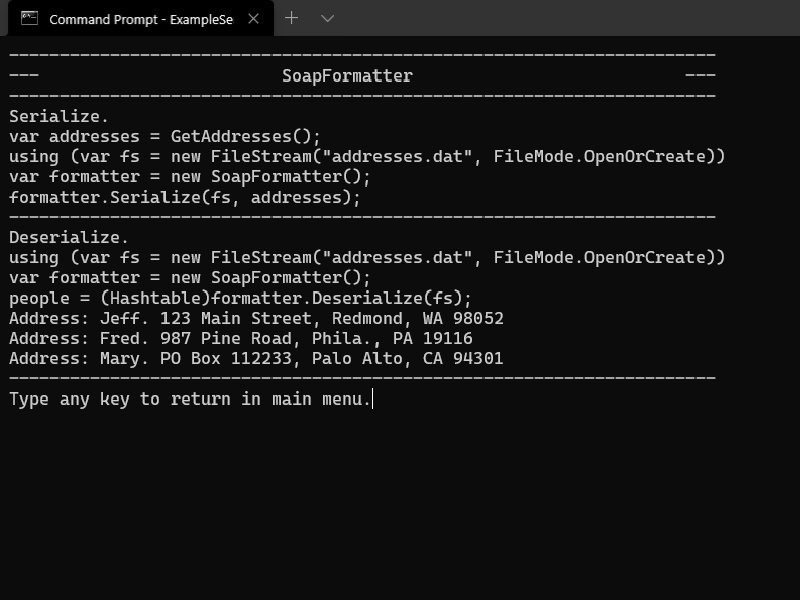 Command Prompt - ExampleSe
----------------------------------------------------------------------
--- SoapFormatter ---
----------------------------------------------------------------------
Serialize.
var addresses = GetAddresses();
using (var fs = new FileStream("addresses.dat", FileMode.OpenOrCreate))
var formatter = new SoapFormatter();
formatter.Serialize(fs, addresses);
----------------------------------------------------------------------
Deserialize.
using (var fs = new FileStream("addresses.dat", FileMode.OpenOrCreate))
var formatter = new SoapFormatter();
people = (Hashtable)formatter.Deserialize(fs);
Address: Jeff. 123 Main Street, Redmond, WA 98052
Address: Fred. 987 Pine Road, Phila., PA 19116
Address: Mary. PO Box 112233, Palo Alto, CA 94301
----------------------------------------------------------------------
Type any key to return in main menu.